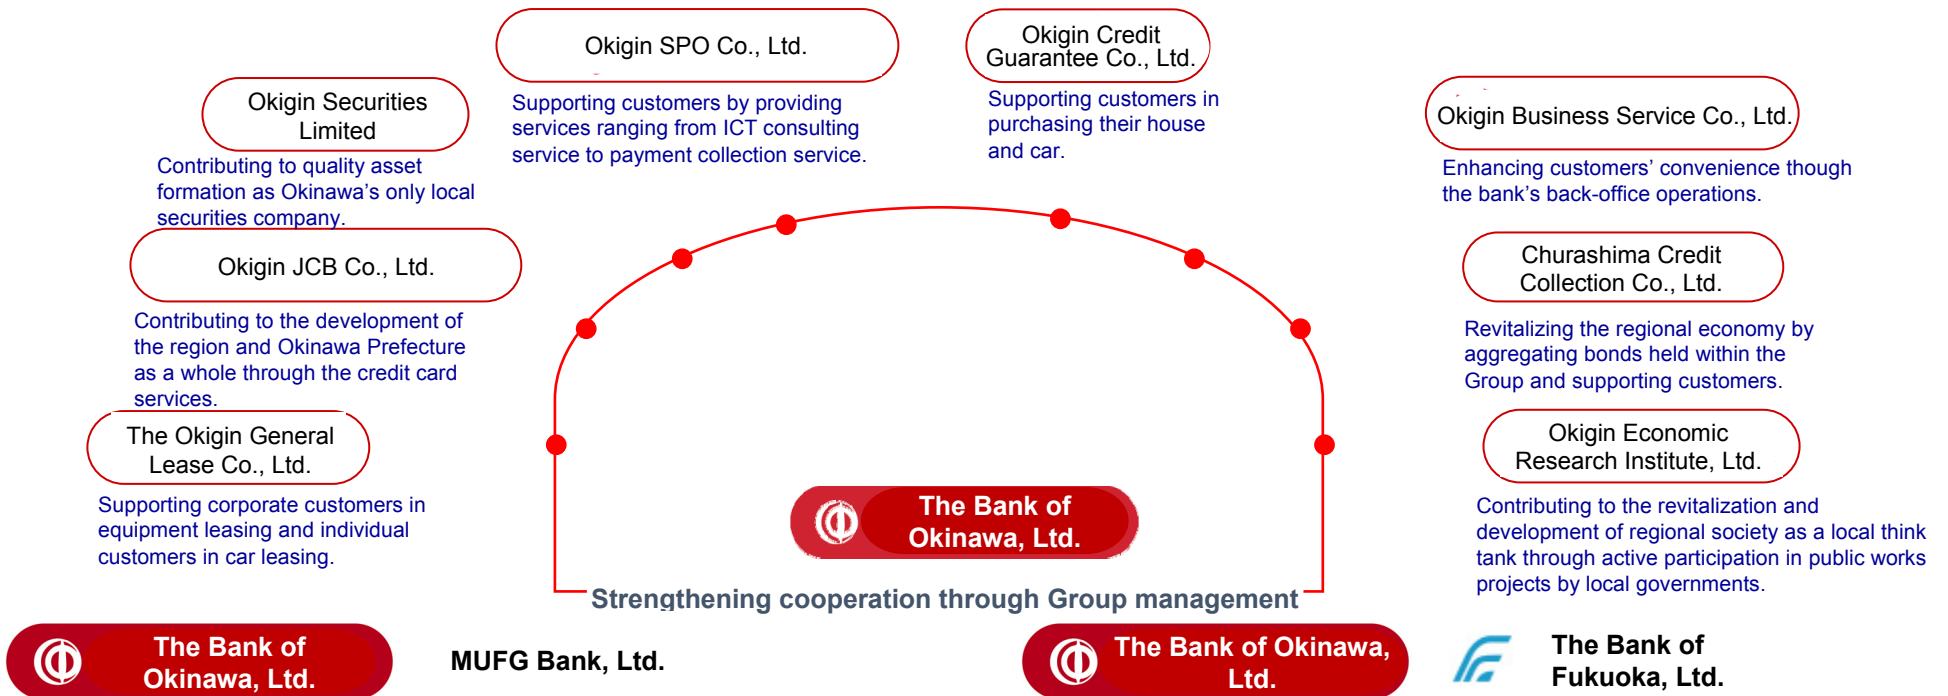 Okigin SPO Co., Ltd.
Supporting customers by providing
services ranging from ICT consulting
service to payment collection service.
Okigin Credit
Guarantee Co., Ltd.
Supporting customers in
purchasing their house
and car.
Okigin Securities
Limited
Contributing to quality asset
formation as Okinawa's only local
securities company.
Okigin Business Service Co., Ltd.
Enhancing customers' convenience though
the bank's back-office operations.
Okigin JCB Co., Ltd.
Contributing to the development of
the region and Okinawa Prefecture
as a whole through the credit card
services.
Churashima Credit
Collection Co., Ltd.
Revitalizing the regional economy by
aggregating bonds held within the
Group and supporting customers.
The Okigin General
Lease Co., Ltd.
Supporting corporate customers in
equipment leasing and individual
customers in car leasing.
Okigin Economic
Research Institute, Ltd.
Contributing to the revitalization and
development of regional society as a local think
tank through active participation in public works
projects by local governments.
The Bank of
Okinawa, Ltd.
Strengthening cooperation through Group management
The Bank of
Okinawa, Ltd.
MUFG Bank, Ltd.
The Bank of Okinawa,
Ltd.
The Bank of
Fukuoka, Ltd.